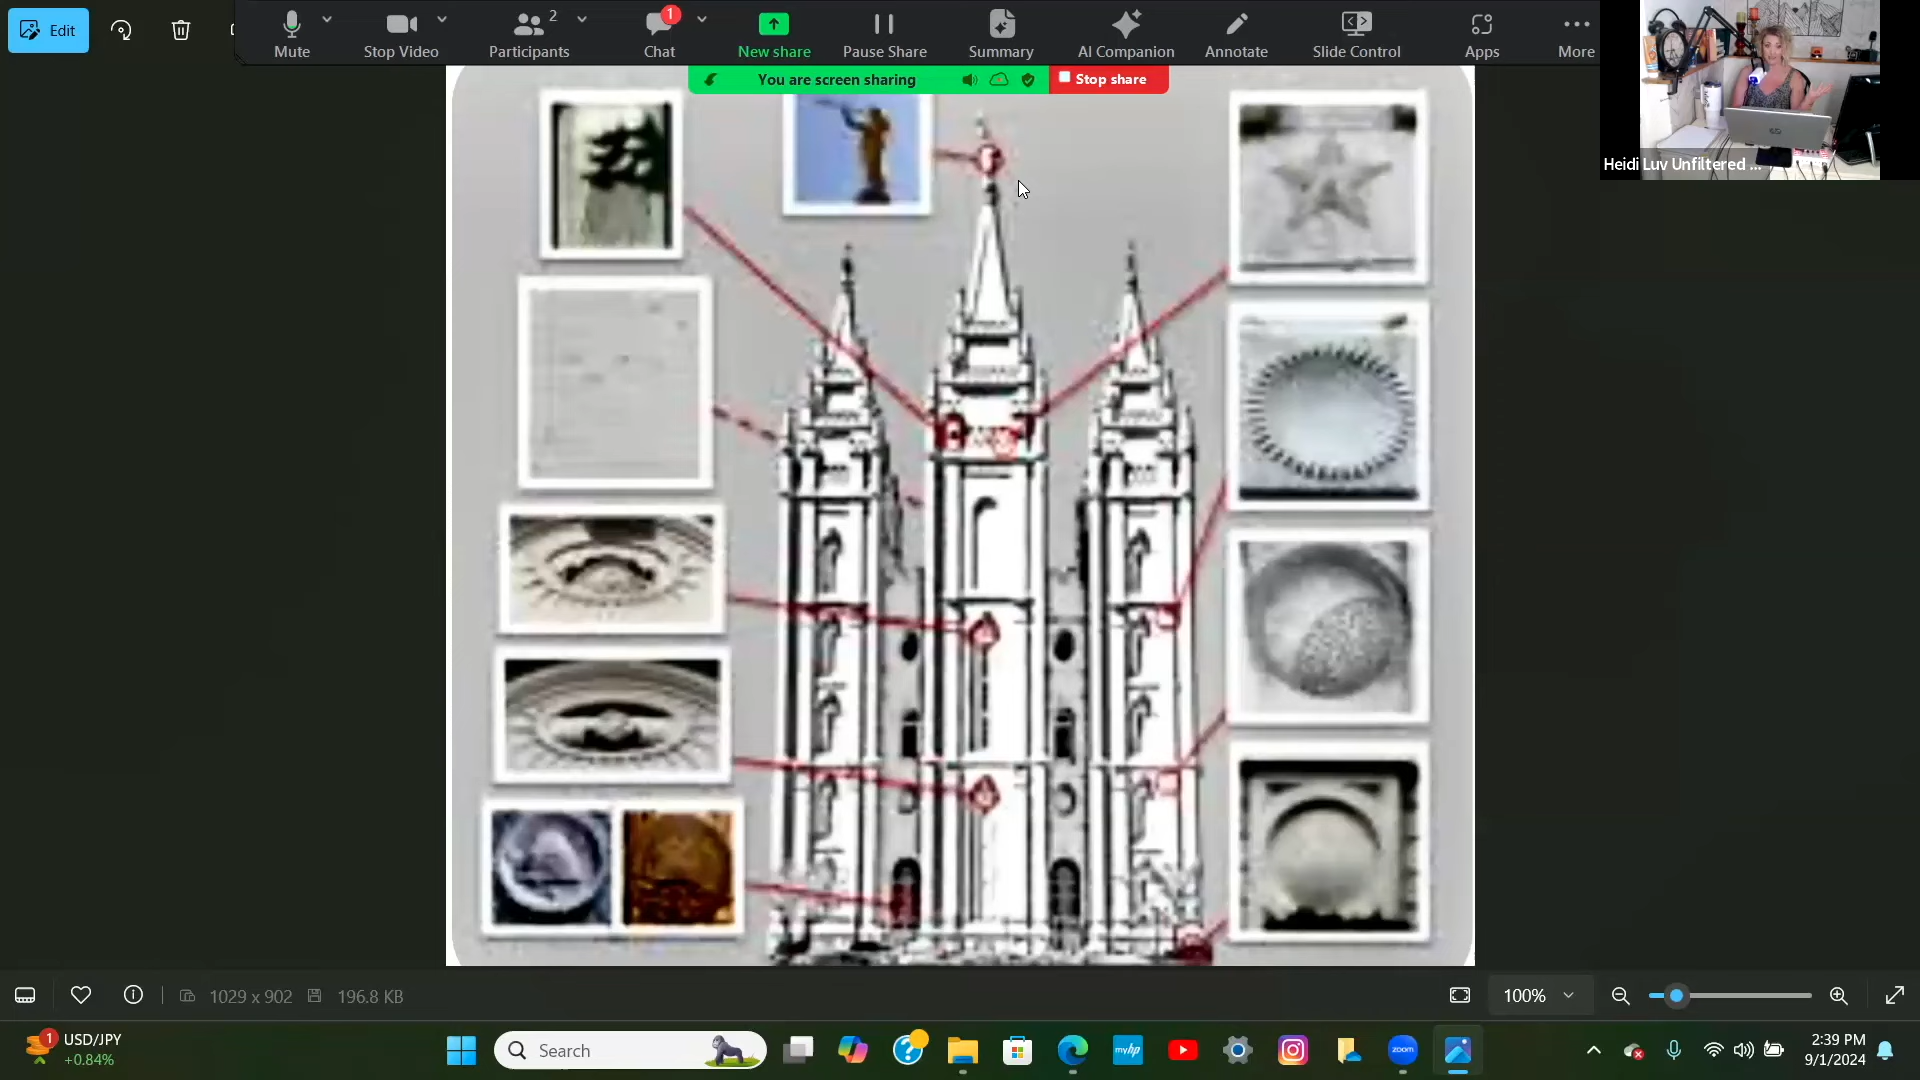 Edit
Mute
Stop Video
Participants
2
Chat
1
New share
Pause Share
Summary
AI Companion
Annotate
Slide Control
Apps
More
You are screen sharing
Stop share
Heidi Luv Unfiltered ...
1029 x 902
196.8 KB
100%
1
USD/JPY
+0.84%
Search
myhp
zoom
2:39 PM
9/1/2024